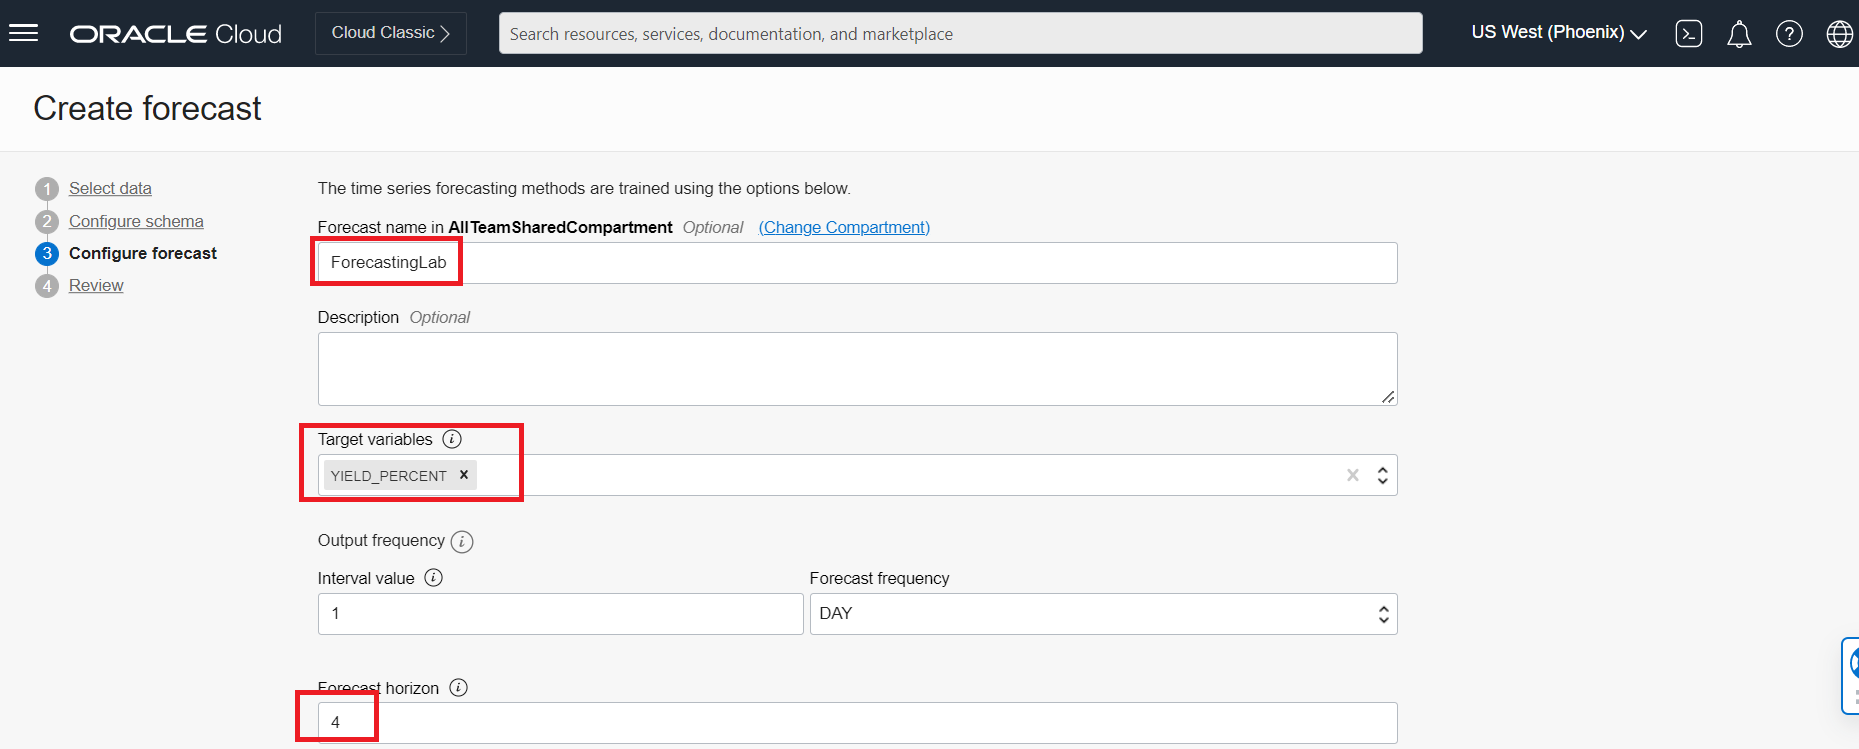 ORACLE Cloud
Cloud Classic
Search resources, services, documentation, and marketplace
US West (Phoenix)
Create forecast
1 Select data
2 Configure schema
3 Configure forecast
4 Review
The time series forecasting methods are trained using the options below.
Forecast name in AllTeamSharedCompartment Optional (Change Compartment)
ForecastingLab
Description Optional
Target variables
YIELD_PERCENT
Output frequency
Interval value Forecast frequency
1 DAY
Forecast horizon
4